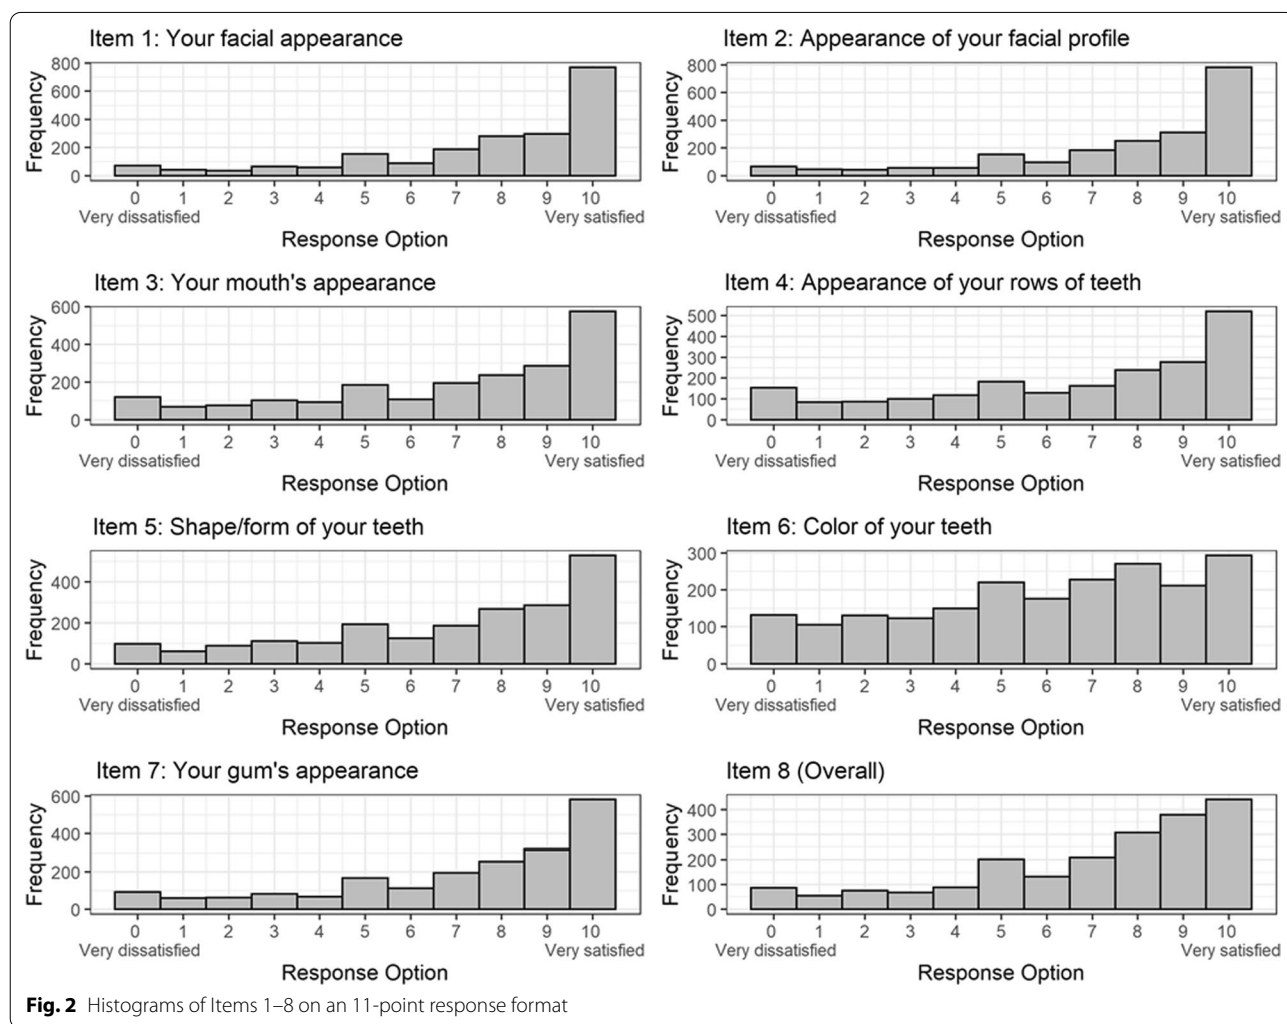 Item 1: Your facial appearance
Frequency
800
600
400
200
0
0 1 2 3 4 5 6 7 8 9 10
Very dissatisfied Very satisfied
Response Option
Item 2: Appearance of your facial profile
Frequency
800
600
400
200
0
0 1 2 3 4 5 6 7 8 9 10
Very dissatisfied Very satisfied
Response Option
Item 3: Your mouth's appearance
Frequency
600
400
200
0
0 1 2 3 4 5 6 7 8 9 10
Very dissatisfied Very satisfied
Response Option
Item 4: Appearance of your rows of teeth
Frequency
500
400
300
200
100
0
0 1 2 3 4 5 6 7 8 9 10
Very dissatisfied Very satisfied
Response Option
Item 5: Shape/form of your teeth
Frequency
400
200
0
0 1 2 3 4 5 6 7 8 9 10
Very dissatisfied Very satisfied
Response Option
Item 6: Color of your teeth
Frequency
300
200
100
0
0 1 2 3 4 5 6 7 8 9 10
Very dissatisfied Very satisfied
Response Option
Item 7: Your gum's appearance
Frequency
600
400
200
0
0 1 2 3 4 5 6 7 8 9 10
Very dissatisfied Very satisfied
Response Option
Item 8 (Overall)
Frequency
400
300
200
100
0
0 1 2 3 4 5 6 7 8 9 10
Very dissatisfied Very satisfied
Response Option
Fig. 2 Histograms of Items 1–8 on an 11-point response format